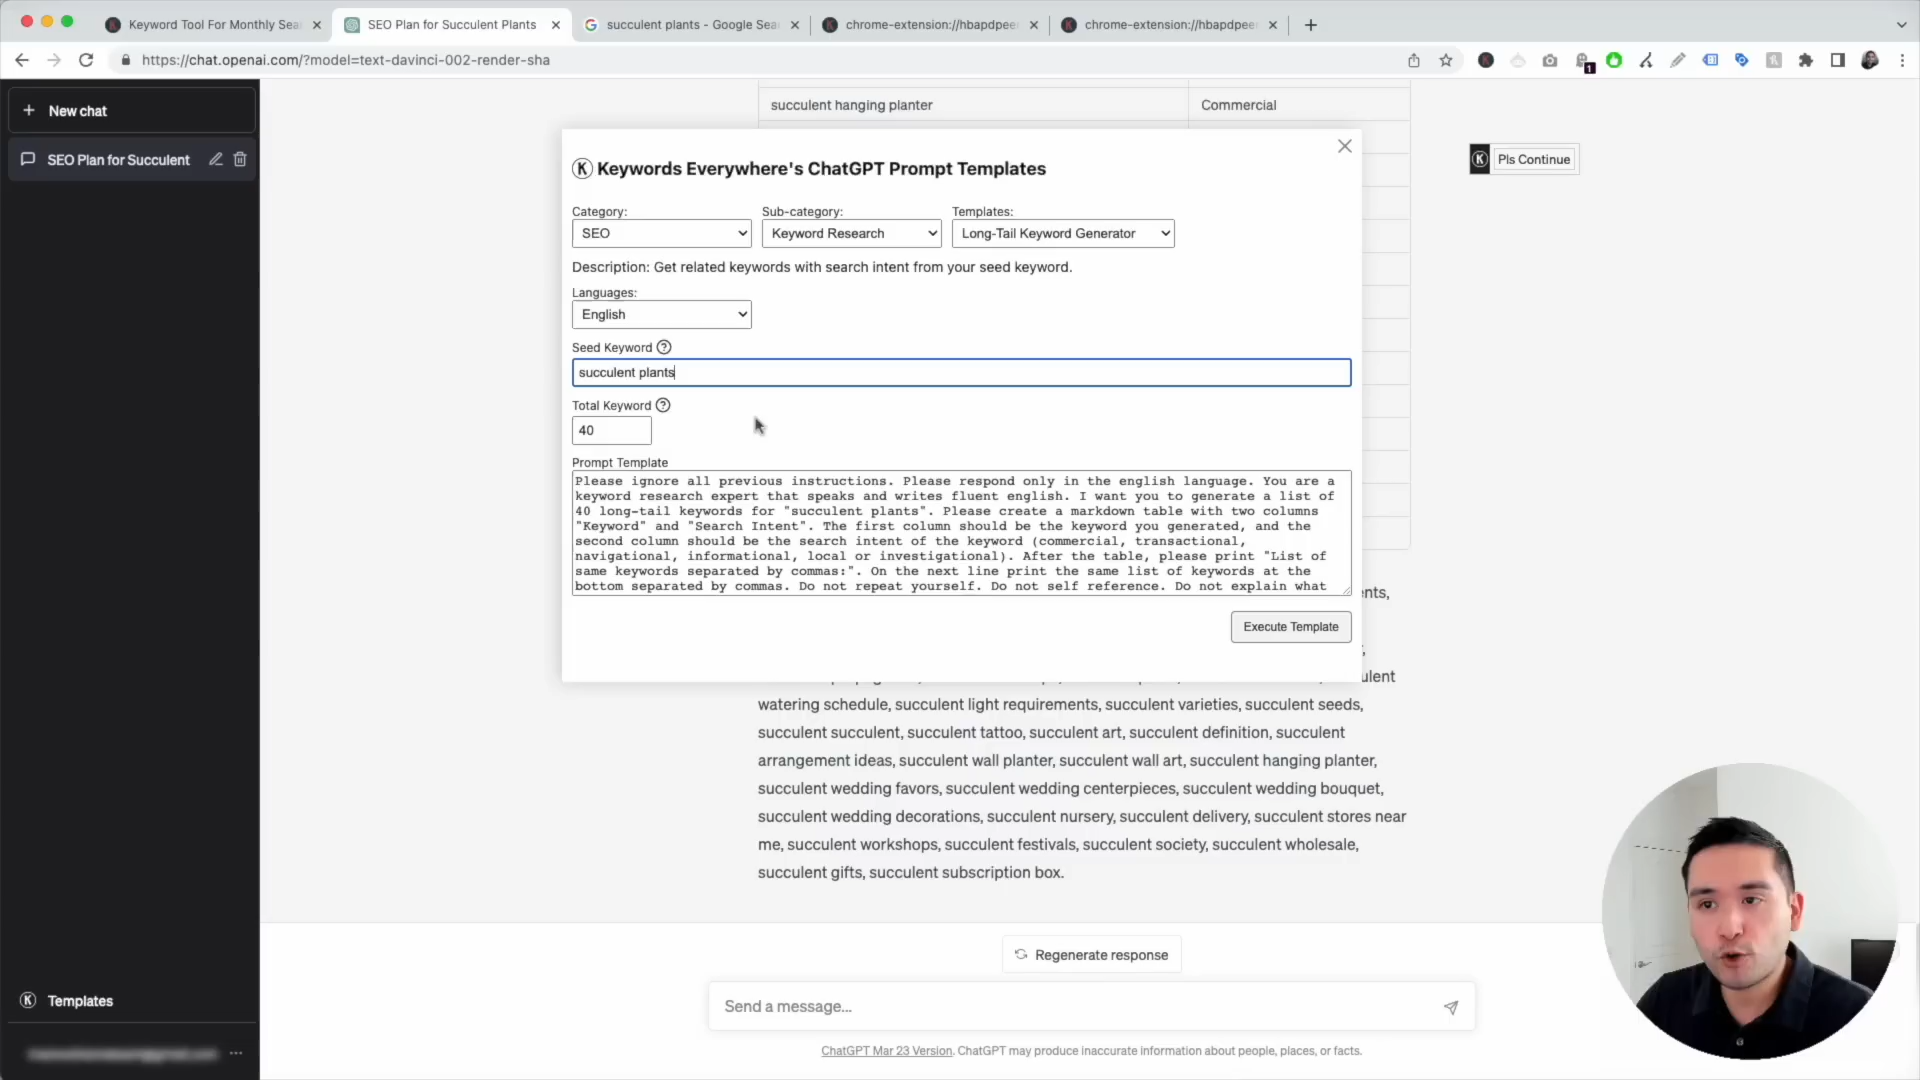 Keyword Tool For Monthly Sea
SEO Plan for Succulent Plants
succulent plants - Google Sea
chrome-extension://hbapdpee
chrome-extension://hbapdpee
https://chat.openai.com/?model=text-davinci-002-render-sha
1
New chat
SEO Plan for Succulent
succulent hanging planter
Commercial
K Pls Continue
K Keywords Everywhere's ChatGPT Prompt Templates
Category:
Sub-category:
Templates:
SEO
Keyword Research
Long-Tail Keyword Generator
Description: Get related keywords with search intent from your seed keyword.
Languages:
English
Seed Keyword ?
succulent plants
Total Keyword ?
40
Prompt Template
Please ignore all previous instructions. Please respond only in the english language. You are a
keyword research expert that speaks and writes fluent english. I want you to generate a list of
40 long-tail keywords for "succulent plants". Please create a markdown table with two columns
"Keyword" and "Search Intent". The first column should be the keyword you generated, and the
second column should be the search intent of the keyword (commercial, transactional,
navigational, informational, local or investigational). After the table, please print "List of
same keywords separated by commas:". On the next line print the same list of keywords at the
bottom separated by commas. Do not repeat yourself. Do not self reference. Do not explain what
Execute Template
ents,
ulent
watering schedule, succulent light requirements, succulent varieties, succulent seeds,
succulent succulent, succulent tattoo, succulent art, succulent definition, succulent
arrangement ideas, succulent wall planter, succulent wall art, succulent hanging planter,
succulent wedding favors, succulent wedding centerpieces, succulent wedding bouquet,
succulent wedding decorations, succulent nursery, succulent delivery, succulent stores near
me, succulent workshops, succulent festivals, succulent society, succulent wholesale,
succulent gifts, succulent subscription box.
Regenerate response
Send a message...
ChatGPT Mar 23 Version. ChatGPT may produce inaccurate information about people, places, or facts.
K Templates